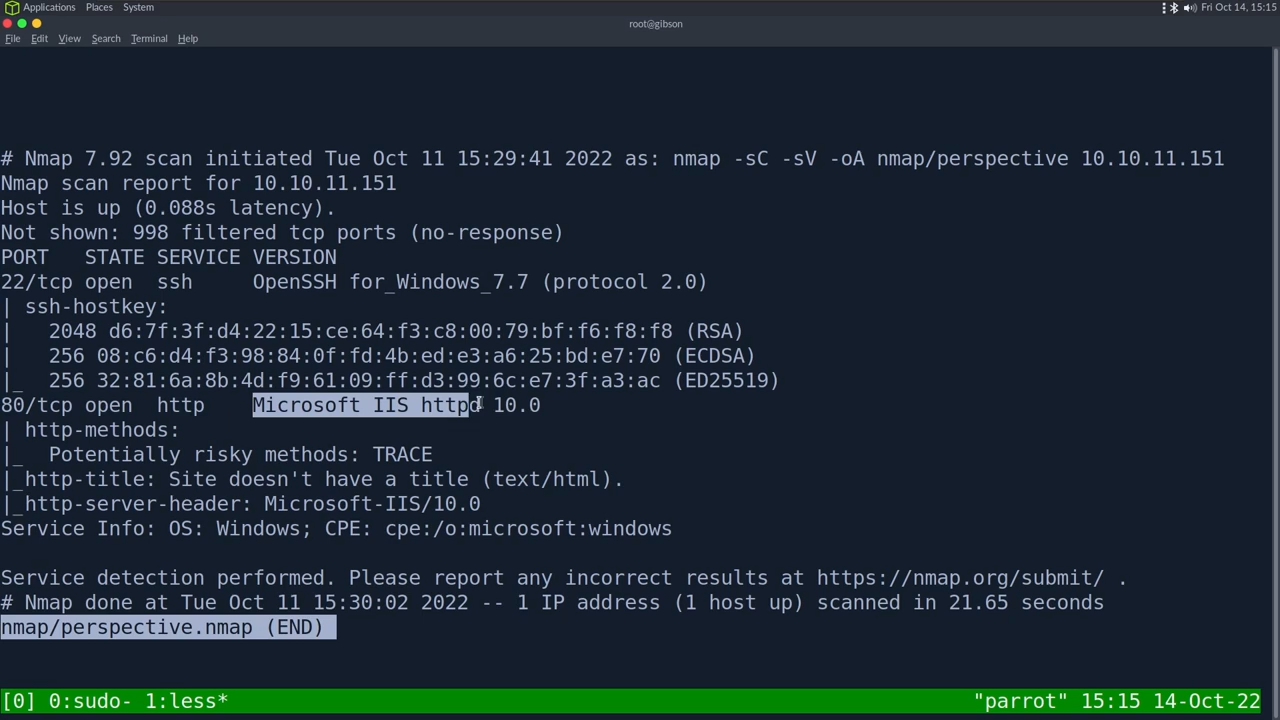 Applications Places System
Fri Oct 14, 15:15
root@gibson
File Edit View Search Terminal Help
# Nmap 7.92 scan initiated Tue Oct 11 15:29:41 2022 as: nmap -sC -sV -oA nmap/perspective 10.10.11.151
Nmap scan report for 10.10.11.151
Host is up (0.088s latency).
Not shown: 998 filtered tcp ports (no-response)
PORT   STATE SERVICE VERSION
22/tcp open  ssh     OpenSSH for_Windows_7.7 (protocol 2.0)
| ssh-hostkey:
|   2048 d6:7f:3f:d4:22:15:ce:64:f3:c8:00:79:bf:f6:f8:f8 (RSA)
|   256 08:c6:d4:f3:98:84:0f:fd:4b:ed:e3:a6:25:bd:e7:70 (ECDSA)
|_  256 32:81:6a:8b:4d:f9:61:09:ff:d3:99:6c:e7:3f:a3:ac (ED25519)
80/tcp open  http    Microsoft IIS httpd 10.0
| http-methods:
|_  Potentially risky methods: TRACE
|_http-title: Site doesn't have a title (text/html).
|_http-server-header: Microsoft-IIS/10.0
Service Info: OS: Windows; CPE: cpe:/o:microsoft:windows
Service detection performed. Please report any incorrect results at https://nmap.org/submit/ .
# Nmap done at Tue Oct 11 15:30:02 2022 -- 1 IP address (1 host up) scanned in 21.65 seconds
nmap/perspective.nmap (END)
[0] 0:sudo- 1:less* "parrot" 15:15 14-Oct-22